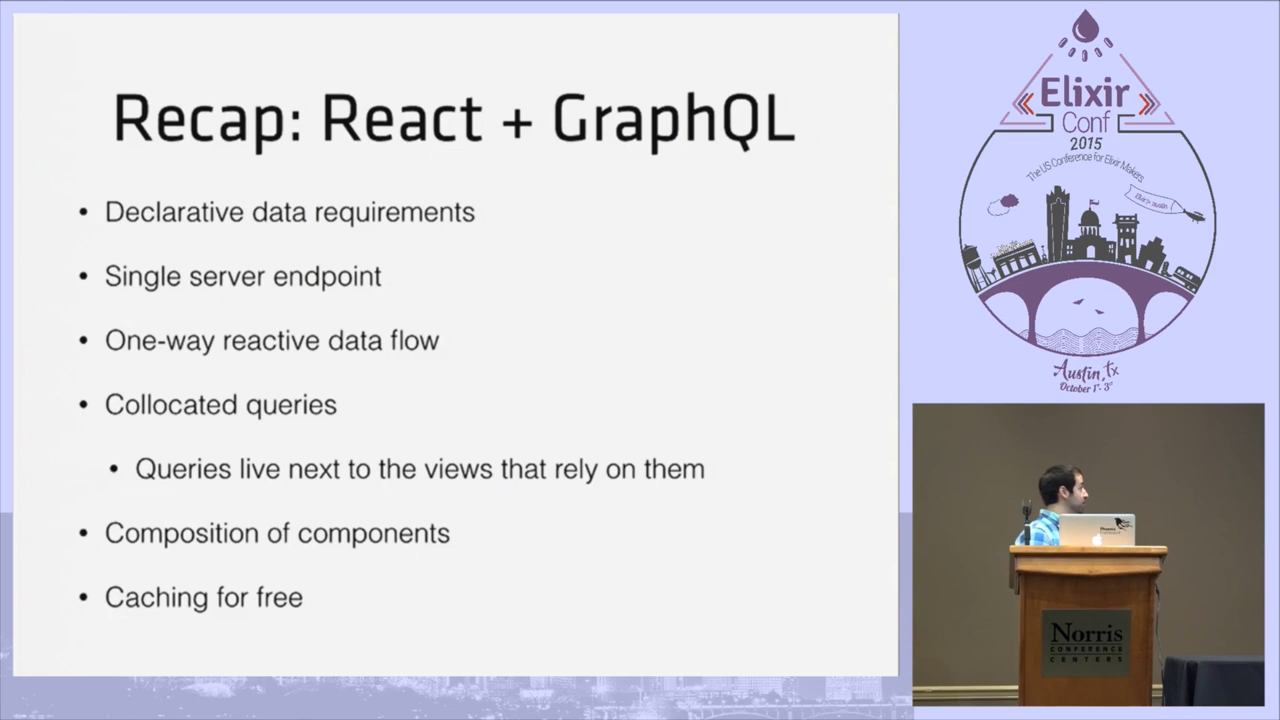 Recap: React + GraphQL
• Declarative data requirements
• Single server endpoint
• One-way reactive data flow
• Collocated queries
• Queries live next to the views that rely on them
• Composition of components
• Caching for free
Elixir
Conf
2015
The US Conference for Elixir Makers
Austin, Tx
October 1st - 3rd
Phoenix
Norris
CONFERENCE
CENTERS